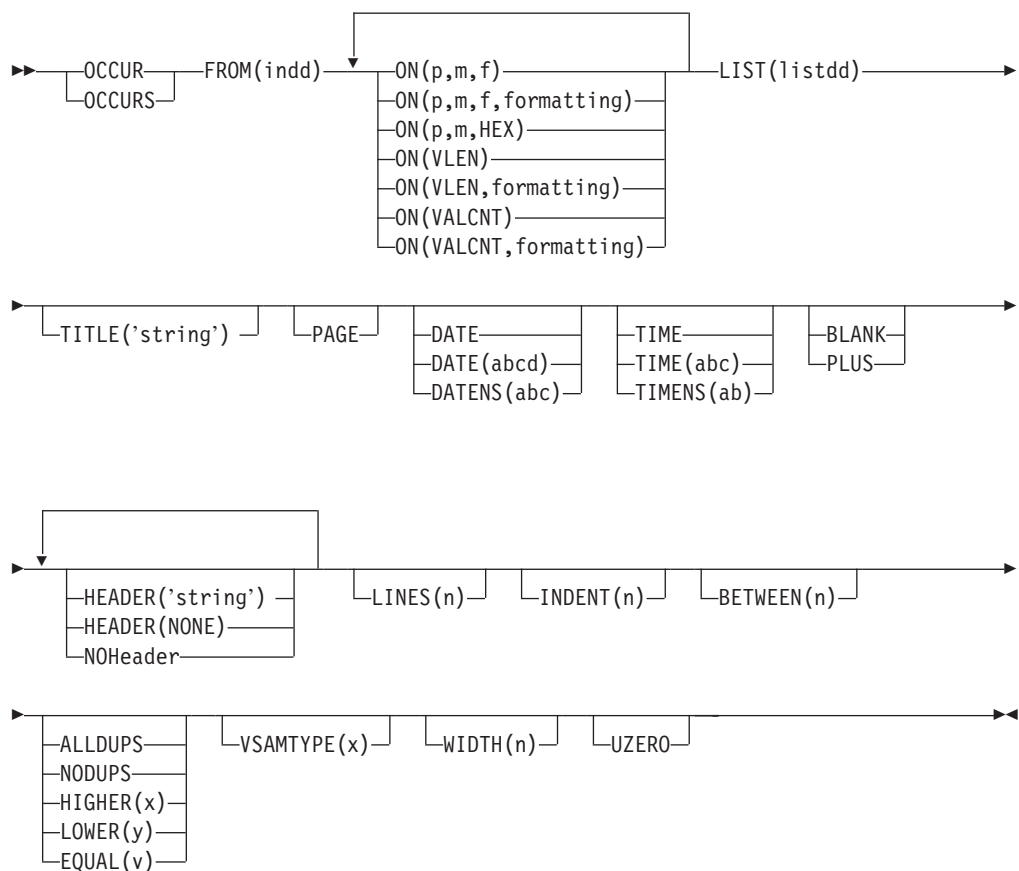 OCCUR FROM(indd) ON(p,m,f) LIST(listdd)
OCCURS ON(p,m,f,formatting)
ON(p,m,HEX)
ON(VLEN)
ON(VLEN,formatting)
ON(VALCNT)
ON(VALCNT,formatting)
TITLE(’string’) PAGE DATE TIME BLANK
DATE(abcd) TIME(abc) PLUS
DATENS(abc) TIMENS(ab)
HEADER(’string’) LINES(n) INDENT(n) BETWEEN(n)
HEADER(NONE)
NOHeader
ALLDUPS VSAMTYPE(x) WIDTH(n) UZERO
NODUPS
HIGHER(x)
LOWER(y)
EQUAL(v)